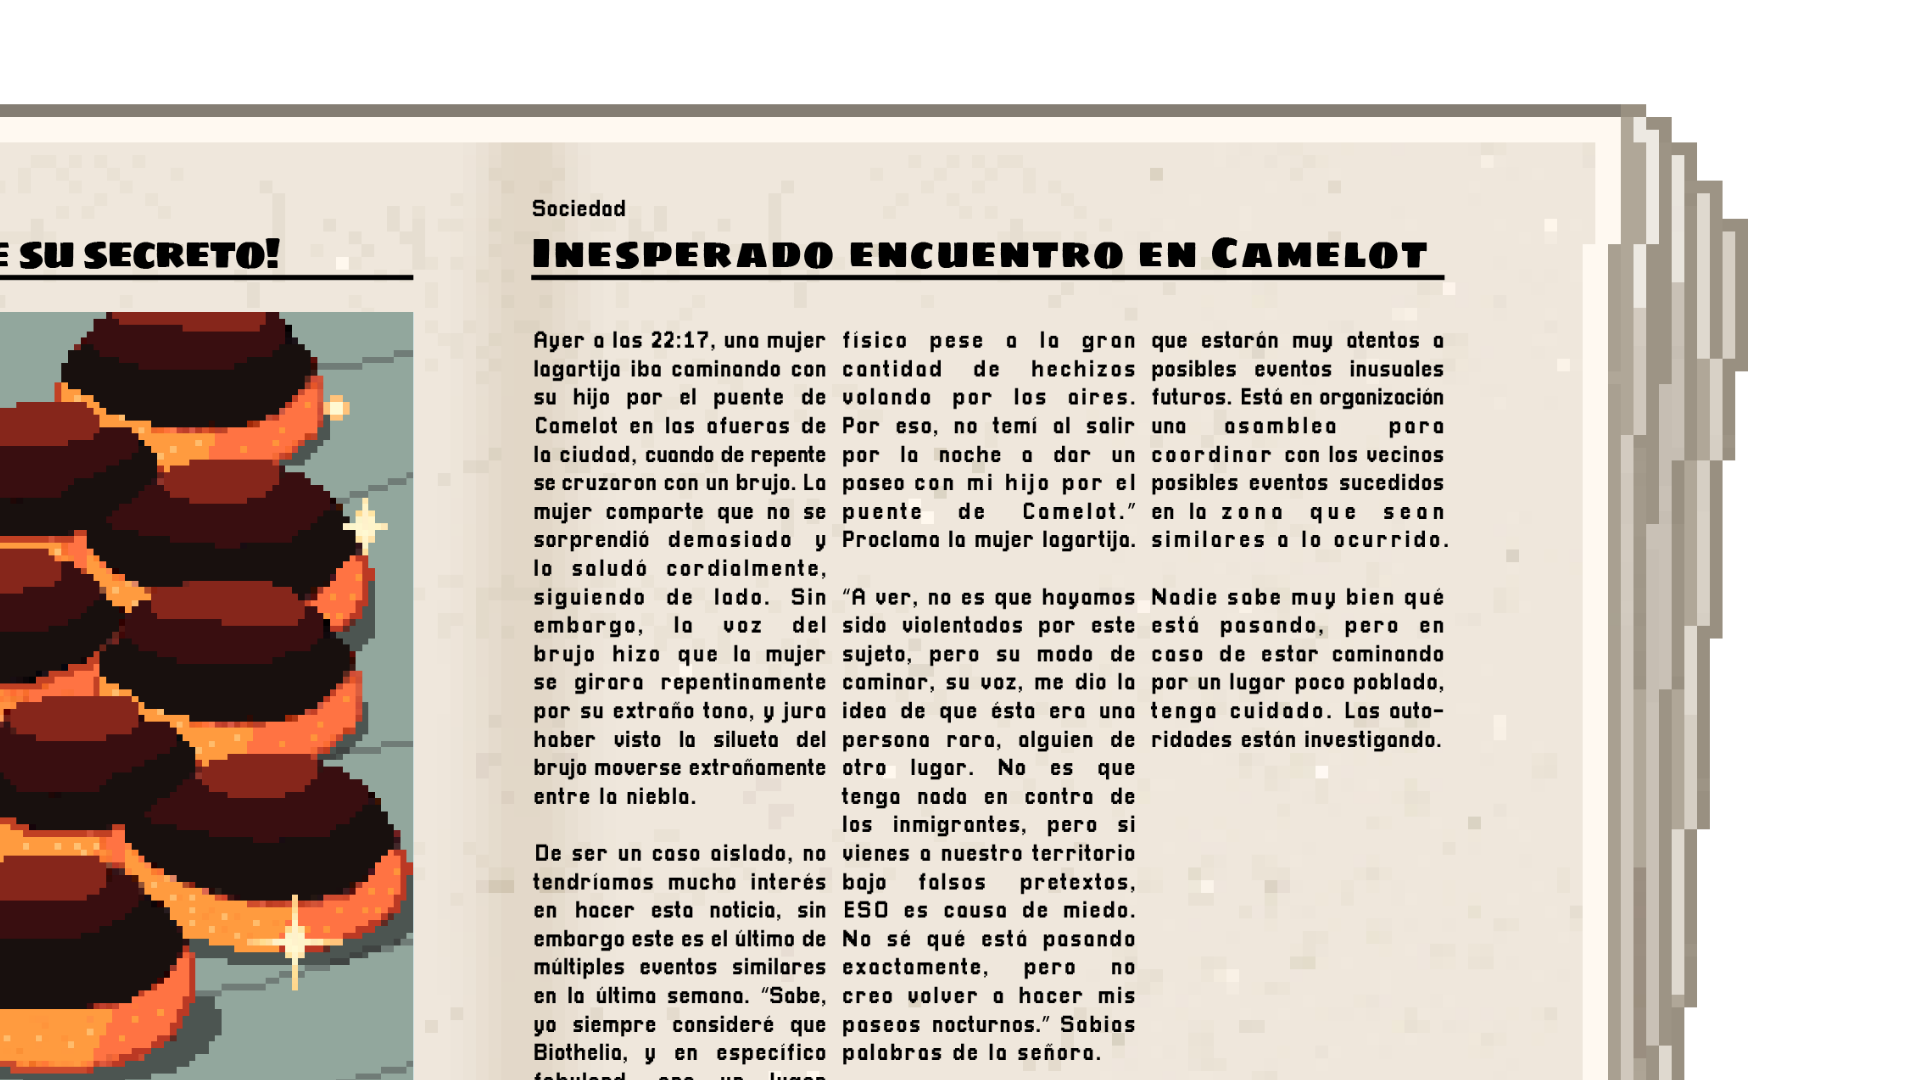 E SU SECRETO!
Sociedad
INESPERADO ENCUENTRO EN CAMELOT
Ayer a las 22:17, una mujer
lagartija iba caminando con
su hijo por el puente de
Camelot en las afueras de
la ciudad, cuando de repente
se cruzaron con un brujo. La
mujer comparte que no se
sorprendió demasiado y
lo saludó cordialmente,
siguiendo de lado. Sin
embargo, la voz del
brujo hizo que la mujer
se girara repentinamente
por su extraño tono, y jura
haber visto la silueta del
brujo moverse extrañamente
entre la niebla.
De ser un caso aislado, no
tendríamos mucho interés
en hacer esta noticia, sin
embargo este es el último de
múltiples eventos similares
en la última semana. "Sabe,
yo siempre consideré que
Biothelia, y en específico
fabyland, era un lugar
físico pese a la gran
cantidad de hechizos
volando por los aires.
Por eso, no temí al salir
por la noche a dar un
paseo con mi hijo por el
puente de Camelot."
Proclama la mujer lagartija.
"A ver, no es que hayamos
sido violentados por este
sujeto, pero su modo de
caminar, su voz, me dio la
idea de que ésta era una
persona rara, alguien de
otro lugar. No es que
tenga nada en contra de
los inmigrantes, pero si
vienes a nuestro territorio
bajo falsos pretextos,
ESO es causa de miedo.
No sé qué está pasando
exactamente, pero no
creo volver a hacer mis
paseos nocturnos." Sabias
palabras de la señora.
que estarán muy atentos a
posibles eventos inusuales
futuros. Está en organización
una asamblea para
coordinar con los vecinos
posibles eventos sucedidos
en la zona que sean
similares a lo ocurrido.
Nadie sabe muy bien qué
está pasando, pero en
caso de estar caminando
por un lugar poco poblado,
tenga cuidado. Las auto-
ridades están investigando.